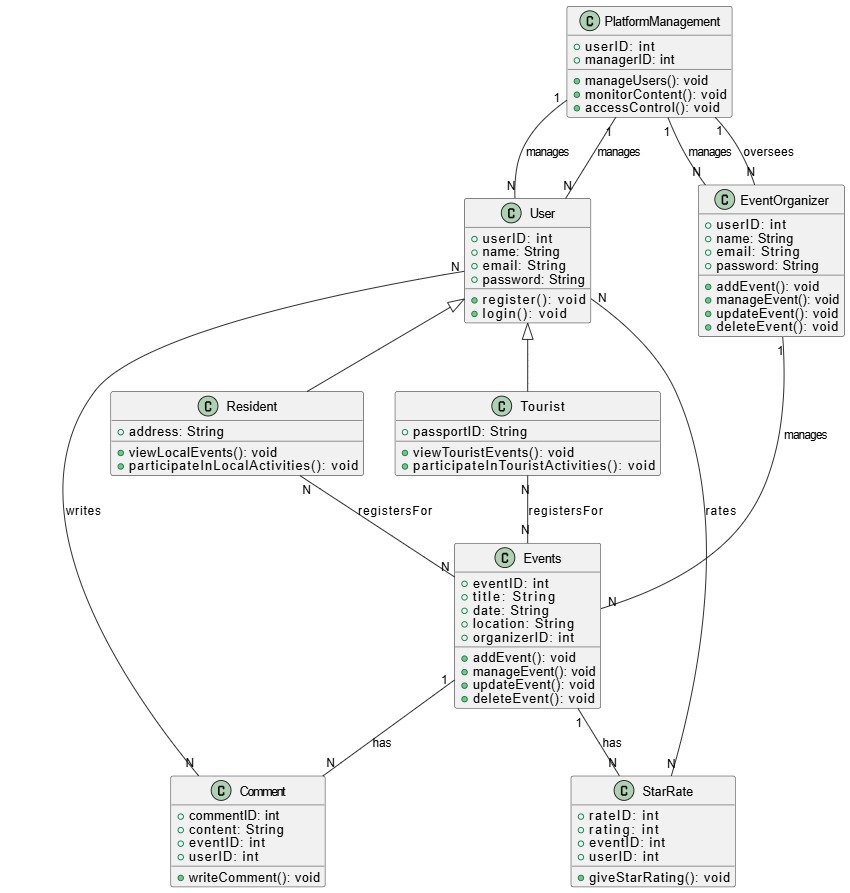 C PlatformManagement
userID: int
managerID: int
manageUsers(): void
monitorContent(): void
accessControl(): void
1
1
1
1
manages
manages
manages
oversees
N
N
N
N
C User
userID: int
name: String
email: String
password: String
register(): void
login(): void
C EventOrganizer
userID: int
name: String
email: String
password: String
addEvent(): void
manageEvent(): void
updateEvent(): void
deleteEvent(): void
N
N
1
manages
C Resident
address: String
viewLocalEvents(): void
participateInLocalActivities(): void
C Tourist
passportID: String
viewTouristEvents(): void
participateInTouristActivities(): void
N
N
writes
registersFor
registersFor
rates
N
N
N
C Events
eventID: int
title: String
date: String
location: String
organizerID: int
addEvent(): void
manageEvent(): void
updateEvent(): void
deleteEvent(): void
1
1
has
has
N
N
N
N
C Comment
commentID: int
content: String
eventID: int
userID: int
writeComment(): void
C StarRate
rateID: int
rating: int
eventID: int
userID: int
giveStarRating(): void